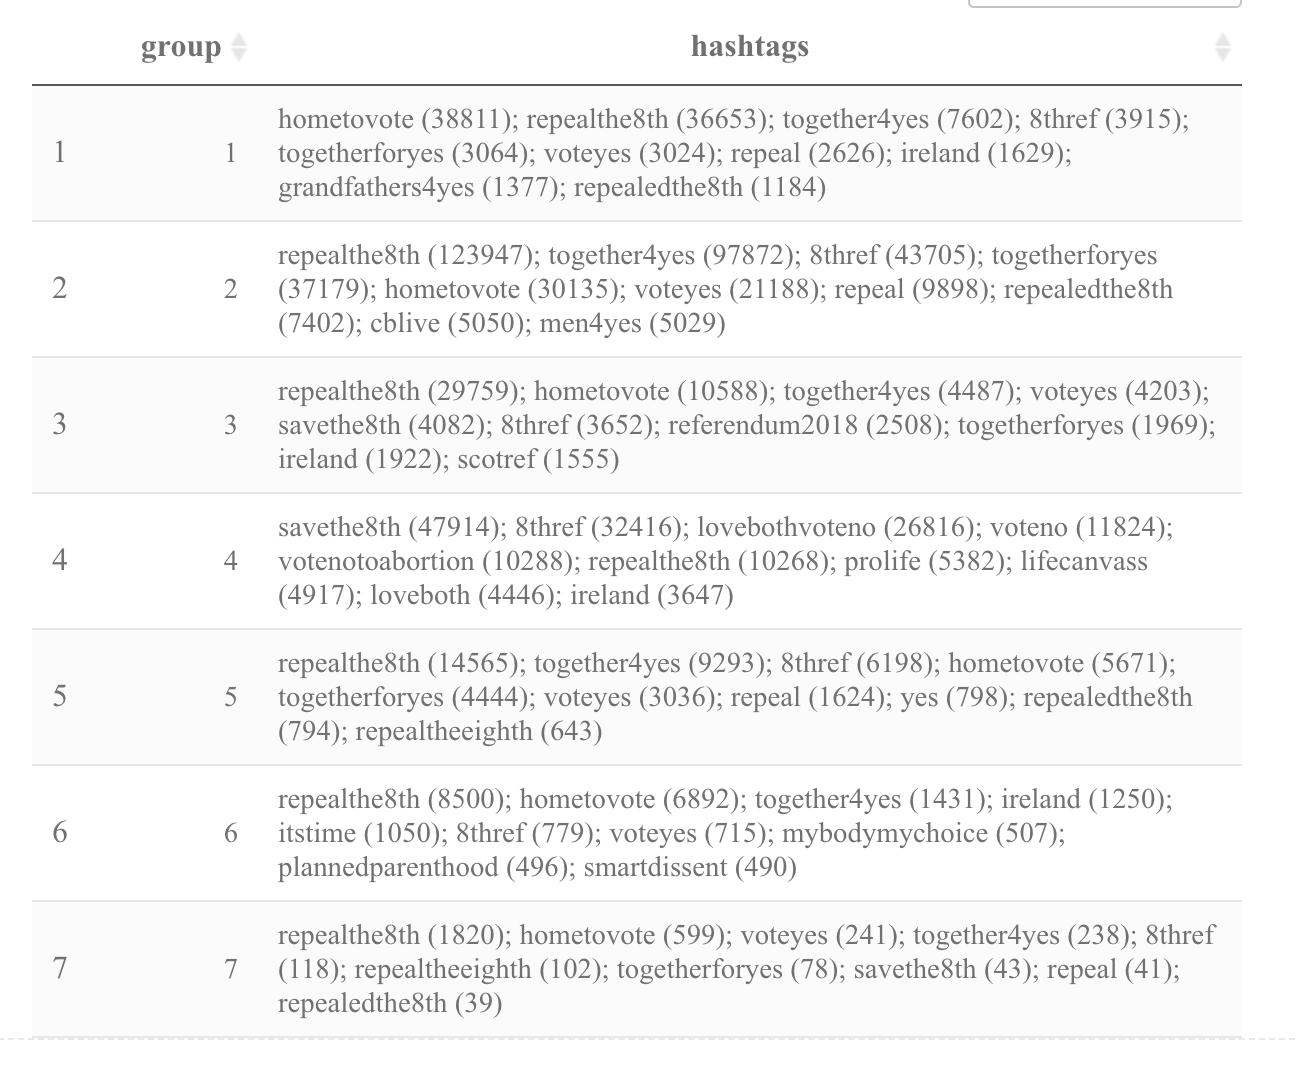 group hashtags
1 1 hometovote (38811); repealthe8th (36653); together4yes (7602); 8thref (3915);
togetherforyes (3064); voteyes (3024); repeal (2626); ireland (1629);
grandfathers4yes (1377); repealedthe8th (1184)
2 2 repealthe8th (123947); together4yes (97872); 8thref (43705); togetherforyes
(37179); hometovote (30135); voteyes (21188); repeal (9898); repealedthe8th
(7402); cblive (5050); men4yes (5029)
3 3 repealthe8th (29759); hometovote (10588); together4yes (4487); voteyes (4203);
savethe8th (4082); 8thref (3652); referendum2018 (2508); togetherforyes (1969);
ireland (1922); scotref (1555)
4 4 savethe8th (47914); 8thref (32416); lovebothvoteno (26816); voteno (11824);
votenotoabortion (10288); repealthe8th (10268); prolife (5382); lifecanvass
(4917); loveboth (4446); ireland (3647)
5 5 repealthe8th (14565); together4yes (9293); 8thref (6198); hometovote (5671);
togetherforyes (4444); voteyes (3036); repeal (1624); yes (798); repealedthe8th
(794); repealtheeighth (643)
6 6 repealthe8th (8500); hometovote (6892); together4yes (1431); ireland (1250);
itstime (1050); 8thref (779); voteyes (715); mybodymychoice (507);
plannedparenthood (496); smartdissent (490)
7 7 repealthe8th (1820); hometovote (599); voteyes (241); together4yes (238); 8thref
(118); repealtheeighth (102); togetherforyes (78); savethe8th (43); repeal (41);
repealedthe8th (39)